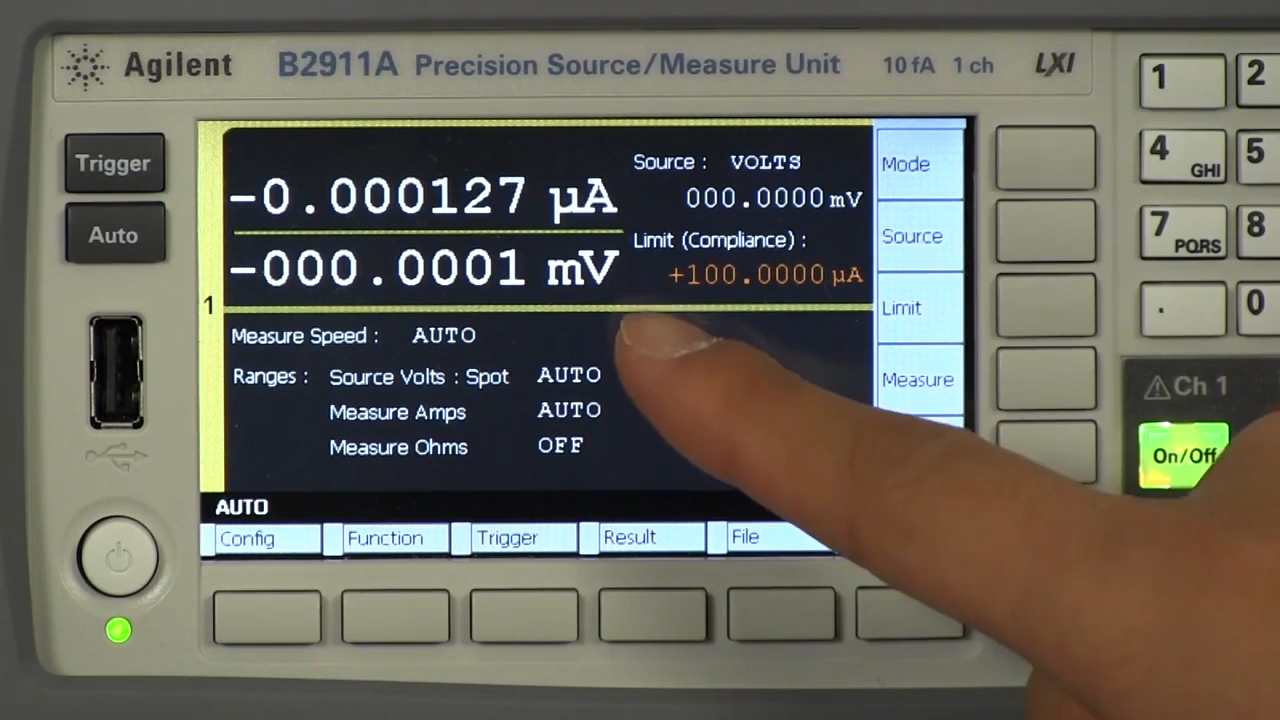 Agilent B2911A Precision Source/Measure Unit 10 fA 1 ch LXI
Trigger
Auto
1
-0.000127 µA
-000.0001 mV
Source : VOLTS
000.0000 mV
Limit (Compliance) :
+100.0000 µA
Measure Speed : AUTO
Ranges : Source Volts : Spot AUTO
Measure Amps AUTO
Measure Ohms OFF
AUTO
Mode
Source
Limit
Measure
Config Function Trigger Result File
1 2
4 GHI 5
7 PQRS 8
. 0
Ch 1
On/Off